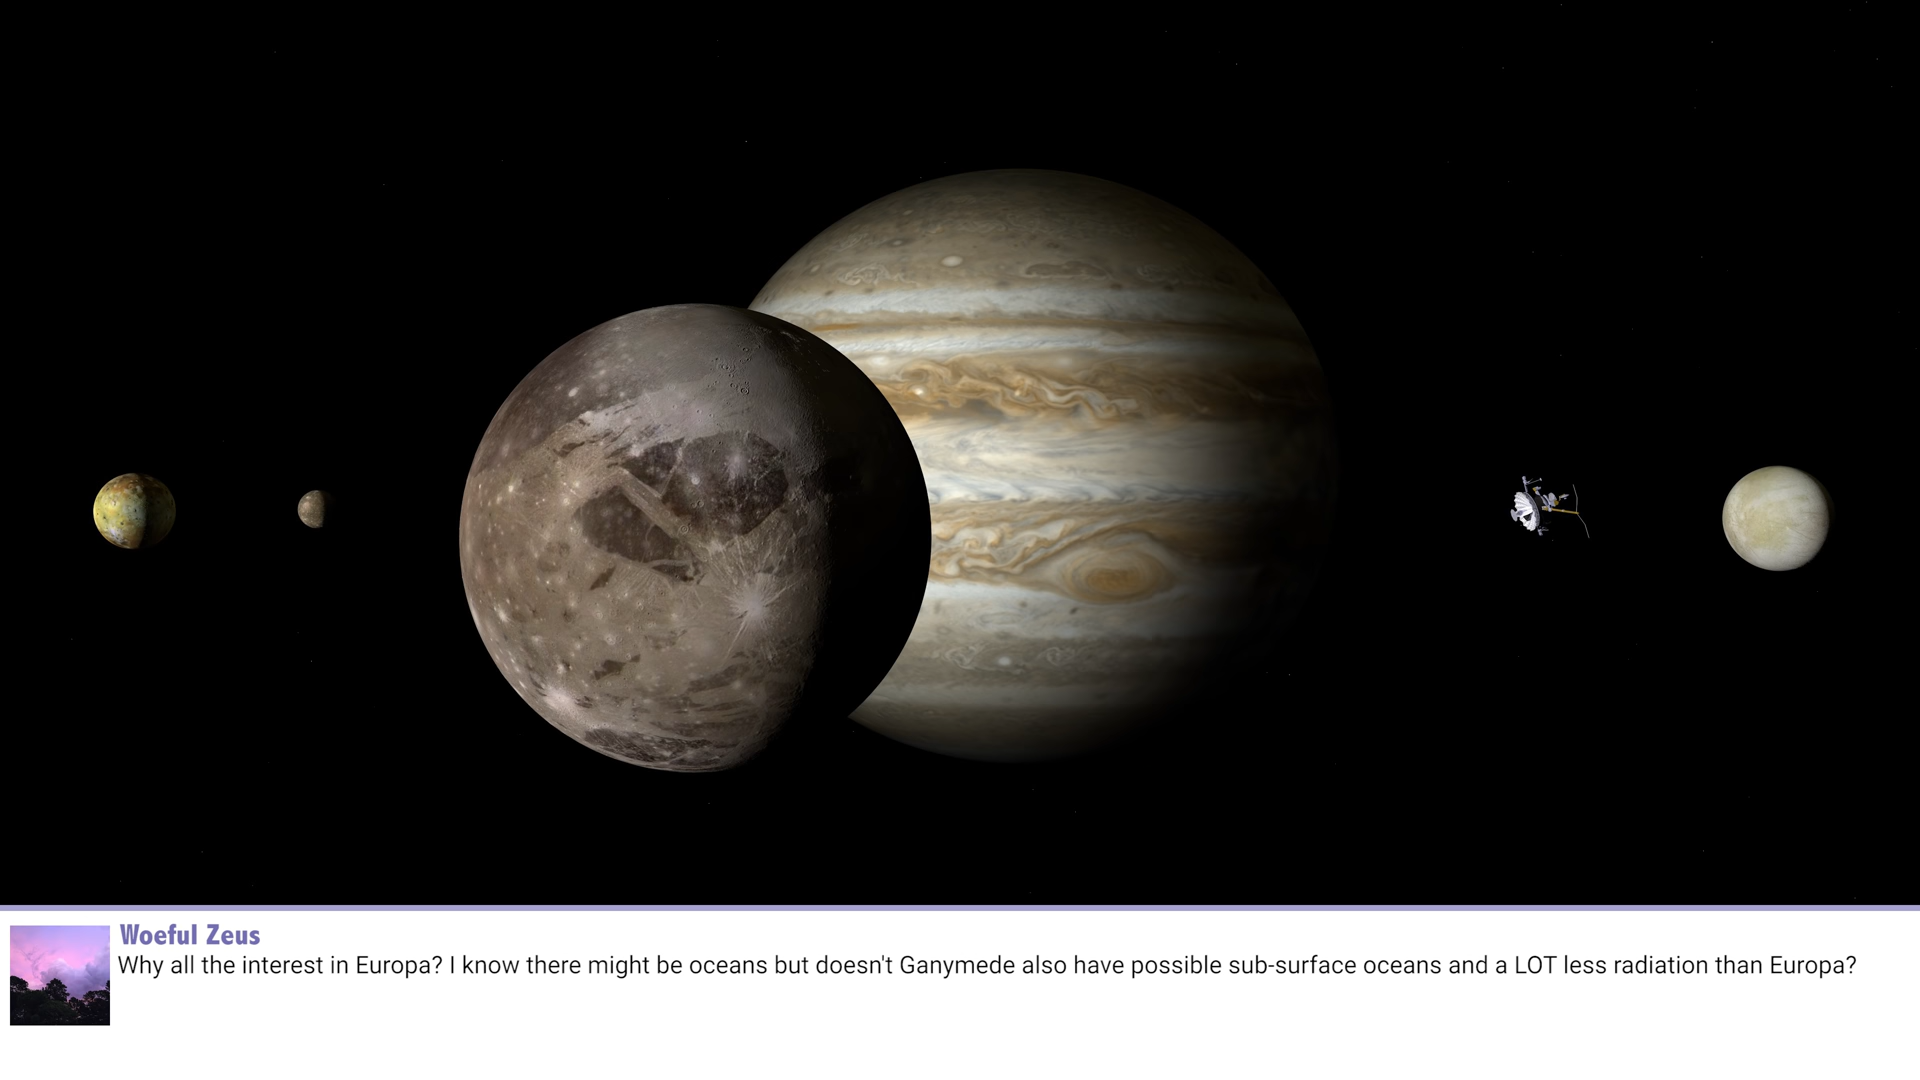 Woeful Zeus
Why all the interest in Europa? I know there might be oceans but doesn't Ganymede also have possible sub-surface oceans and a LOT less radiation than Europa?